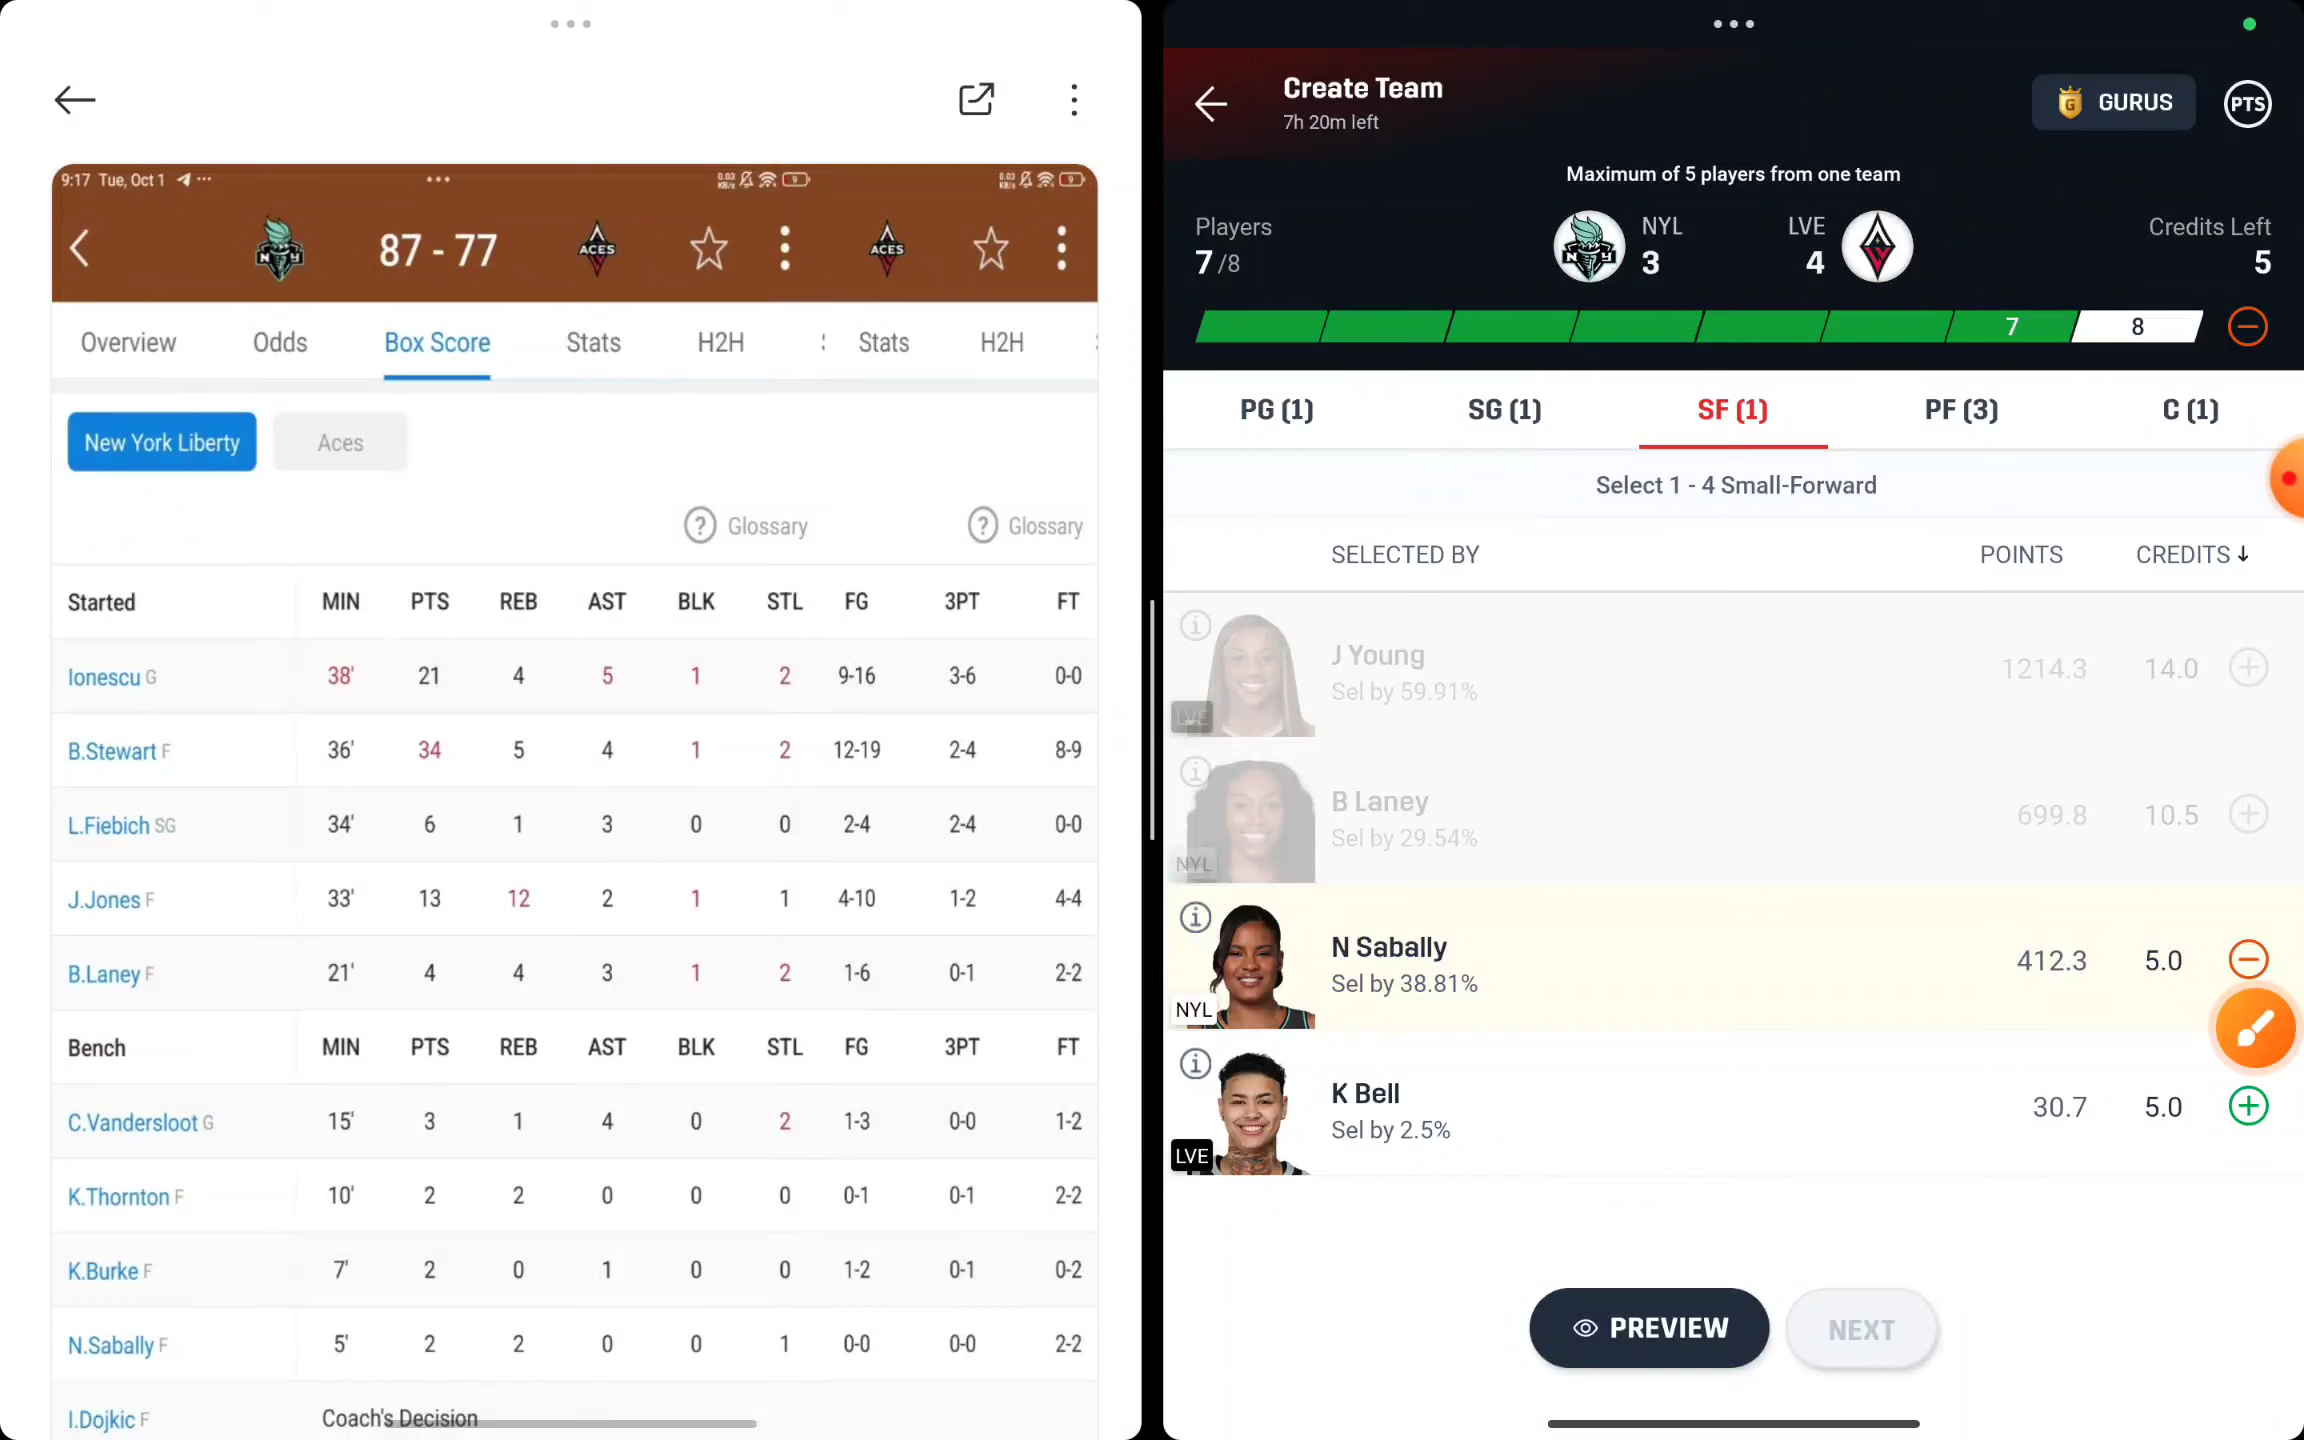 9:17 Tue, Oct 1
0.03 KB/s 9
0.02 KB/s 9
NY 87 - 77 ACES ACES
Overview Odds Box Score Stats H2H Stats H2H
New York Liberty Aces
? Glossary ? Glossary
Started MIN PTS REB AST BLK STL FG 3PT FT
Ionescu G 38' 21 4 5 1 2 9-16 3-6 0-0
B.Stewart F 36' 34 5 4 1 2 12-19 2-4 8-9
L.Fiebich SG 34' 6 1 3 0 0 2-4 2-4 0-0
J.Jones F 33' 13 12 2 1 1 4-10 1-2 4-4
B.Laney F 21' 4 4 3 1 2 1-6 0-1 2-2
Bench MIN PTS REB AST BLK STL FG 3PT FT
C.Vandersloot G 15' 3 1 4 0 2 1-3 0-0 1-2
K.Thornton F 10' 2 2 0 0 0 0-1 0-1 2-2
K.Burke F 7' 2 0 1 0 0 1-2 0-1 0-2
N.Sabally F 5' 2 2 0 0 1 0-0 0-0 2-2
I.Dojkic F Coach's Decision
Create Team
7h 20m left
G GURUS PTS
Maximum of 5 players from one team
Players NYL LVE Credits Left
7 /8 3 4 5
7 8
PG (1) SG (1) SF (1) PF (3) C (1)
Select 1 - 4 Small-Forward
SELECTED BY POINTS CREDITS ↓
J Young
Sel by 59.91%
1214.3 14.0
LVE
B Laney
Sel by 29.54%
699.8 10.5
NYL
N Sabally
Sel by 38.81%
412.3 5.0
NYL
K Bell
Sel by 2.5%
30.7 5.0
LVE
PREVIEW NEXT